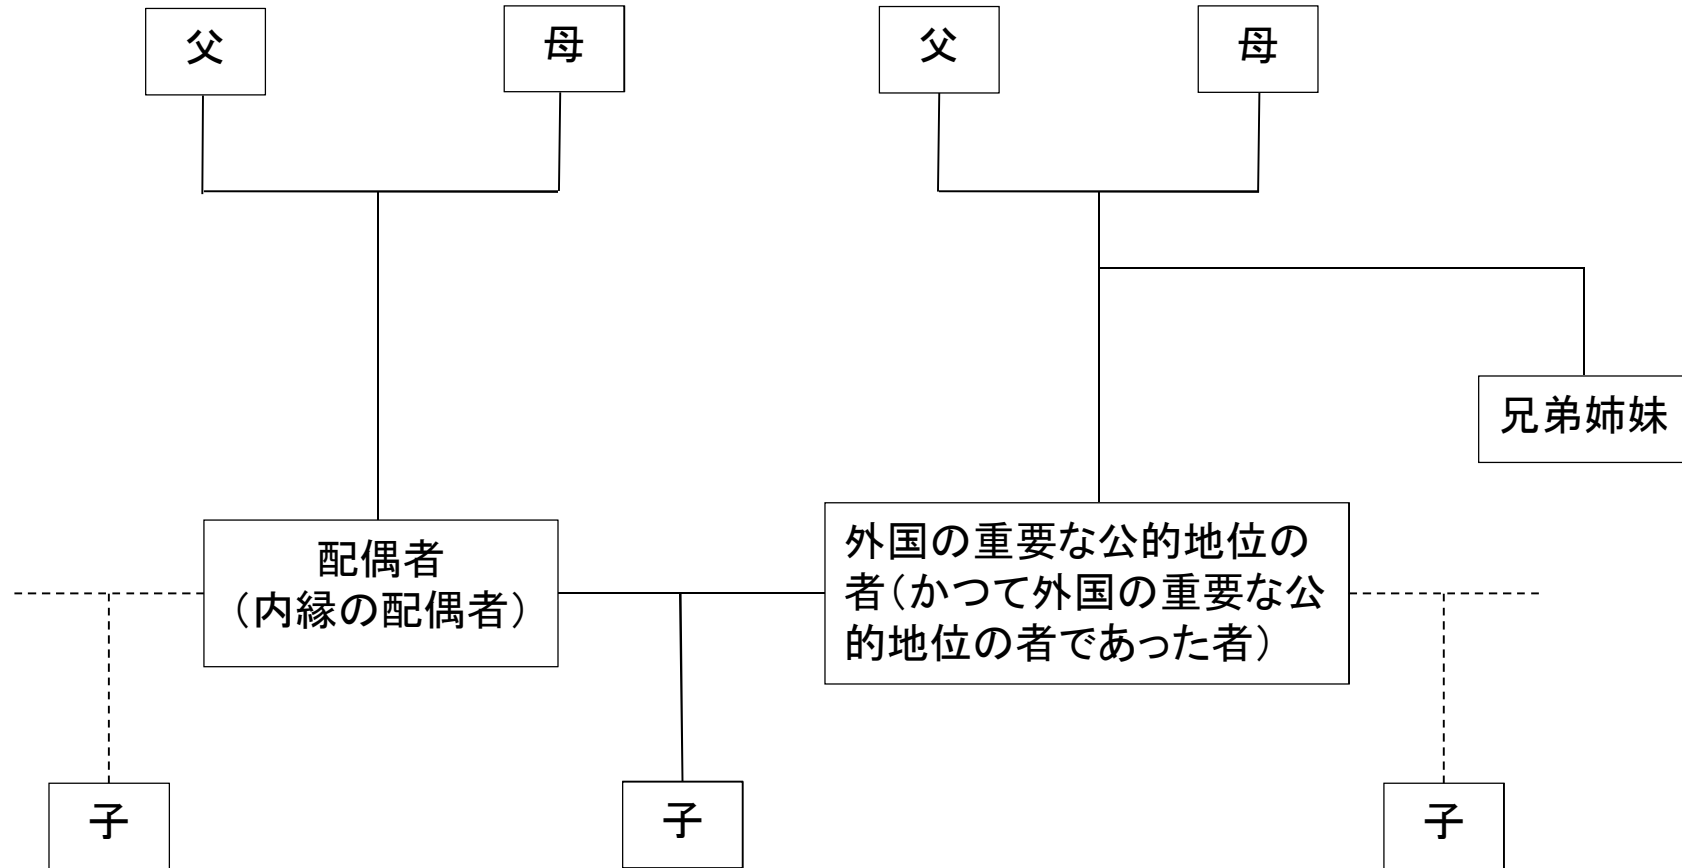 父
母
父
母
兄弟姉妹
配偶者
（内縁の配偶者）
外国の重要な公的地位の
者（かつて外国の重要な公
的地位の者であった者）
子
子
子